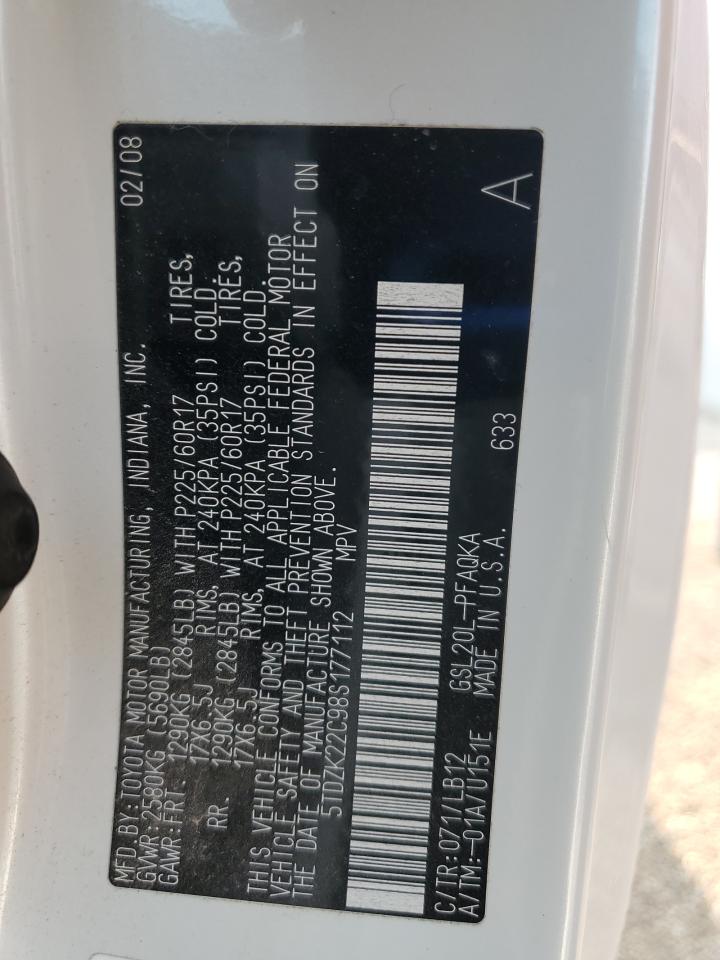 MFD.BY:TOYOTA MOTOR MANUFACTURING, INDIANA, INC. 02/08
GVWR:2580KG (5690LB)
GAWR:FRT 1290KG (2845LB) WITH P225/60R17 TIRES,
17X6.5J RIMS, AT 240KPA (35PSI) COLD.
RR. 1290KG (2845LB) WITH P225/60R17 TIRES,
17X6.5J RIMS, AT 240KPA (35PSI) COLD.
THIS VEHICLE CONFORMS TO ALL APPLICABLE FEDERAL MOTOR
VEHICLE SAFETY AND THEFT PREVENTION STANDARDS IN EFFECT ON
THE DATE OF MANUFACTURE SHOWN ABOVE.
5TDZK22C98S177112 MPV
C/TR:071/LB12 GSL20L-PFAQKA
A/TM:-01A/U151E MADE IN U.S.A. 633 A